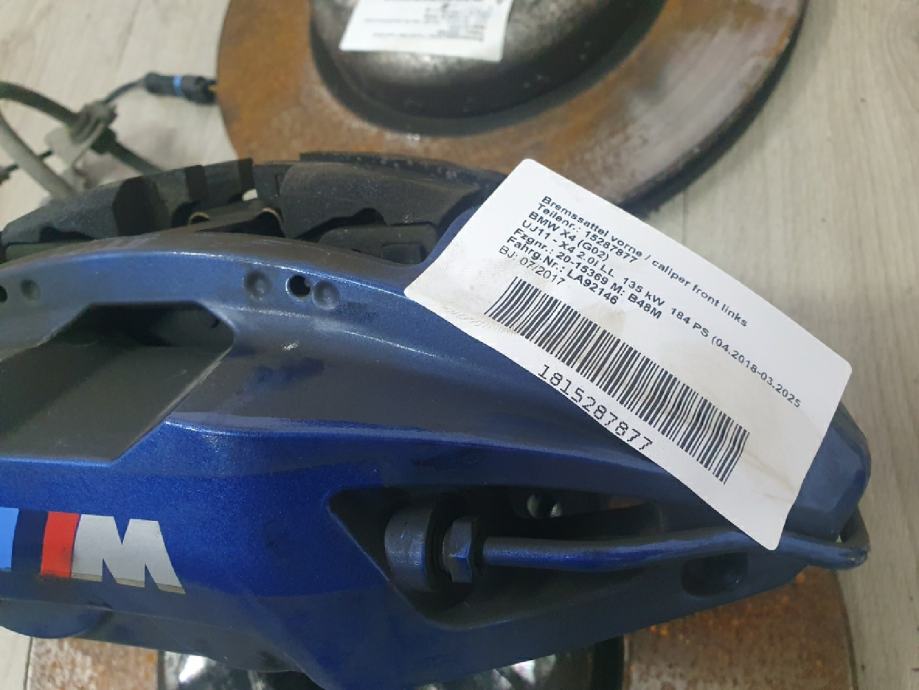 Bremssattel vorne / caliper front links
Teilenr.: 15287877
BMW X4 (G02)
UJ11 - X4 2.0i LL 135 kW 184 PS (04.2018-03.2025
Fzgnr.: 20-15369 M: B48M
Fahrg.Nr.: LA92146
BJ: 07/2017
1815287877
M